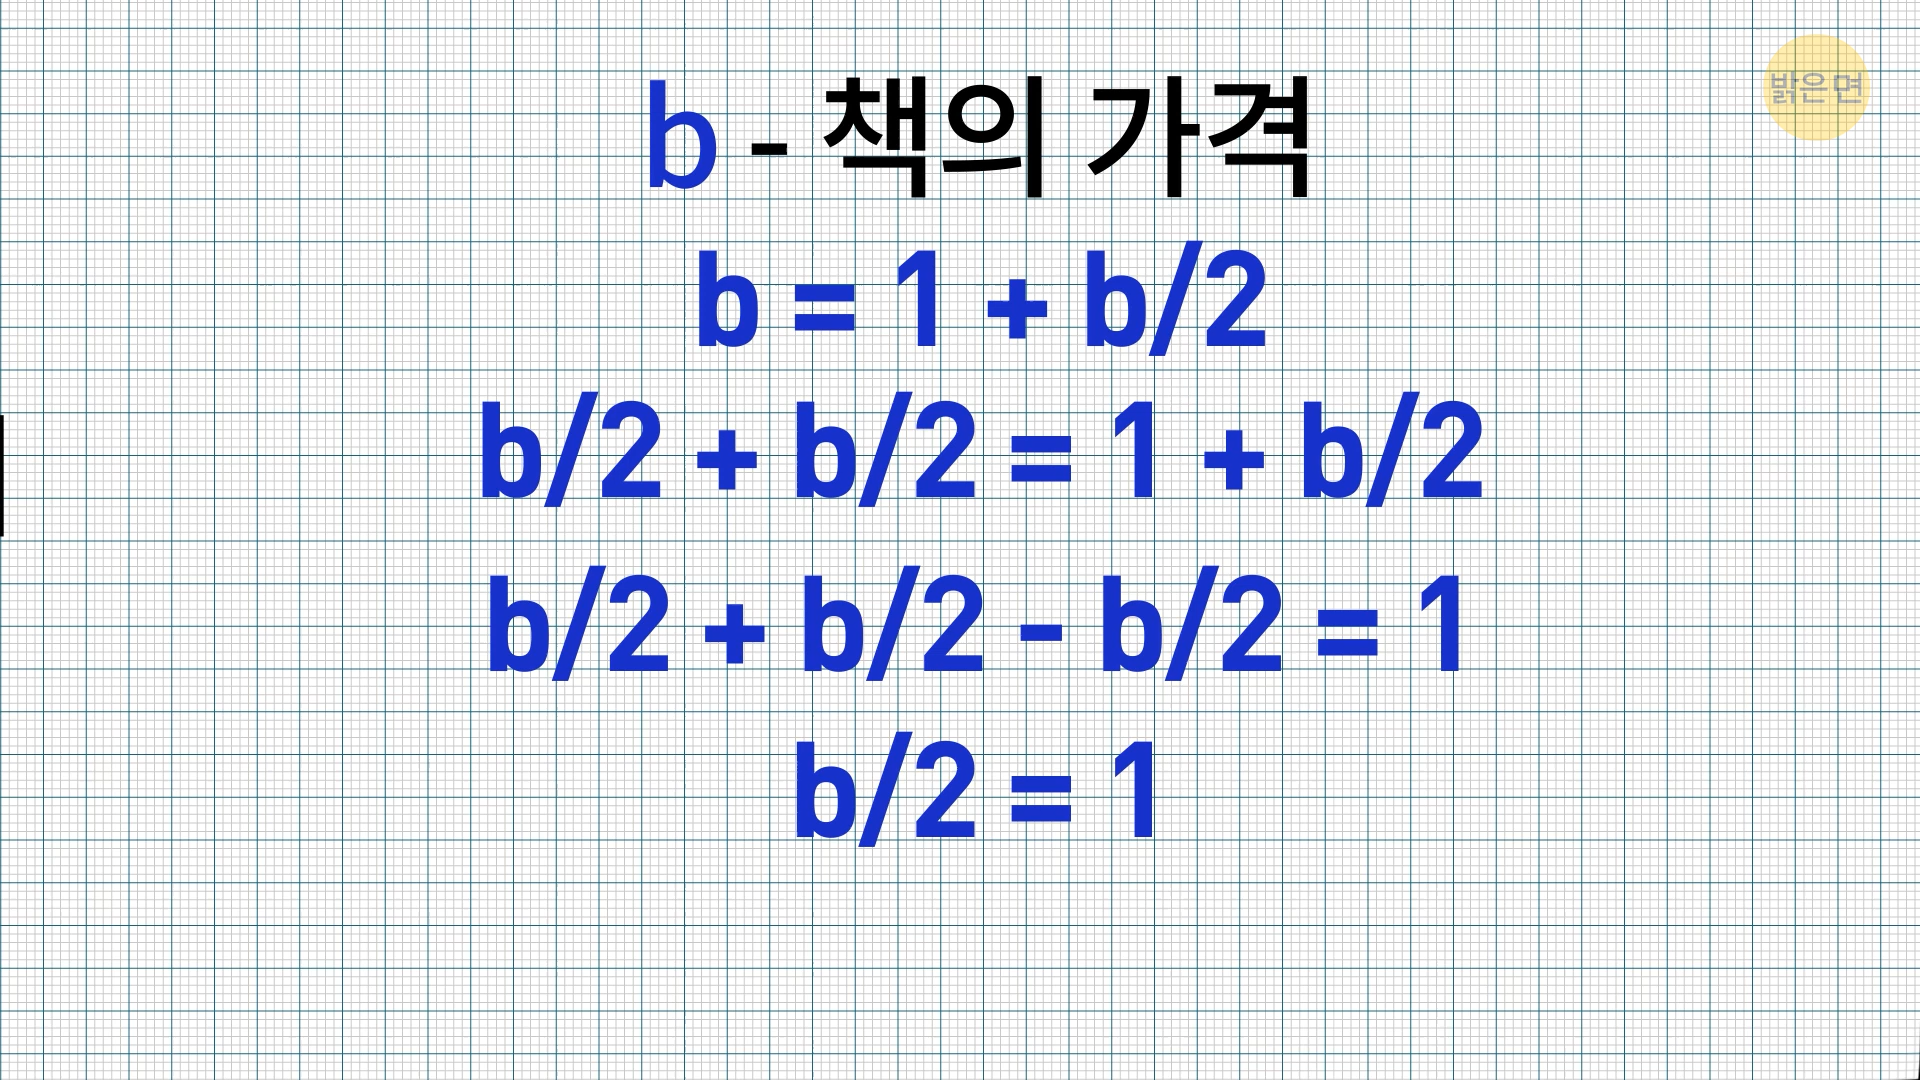 밝은면
b - 책의 가격
b = 1 + b/2
b/2 + b/2 = 1 + b/2
b/2 + b/2 - b/2 = 1
b/2 = 1